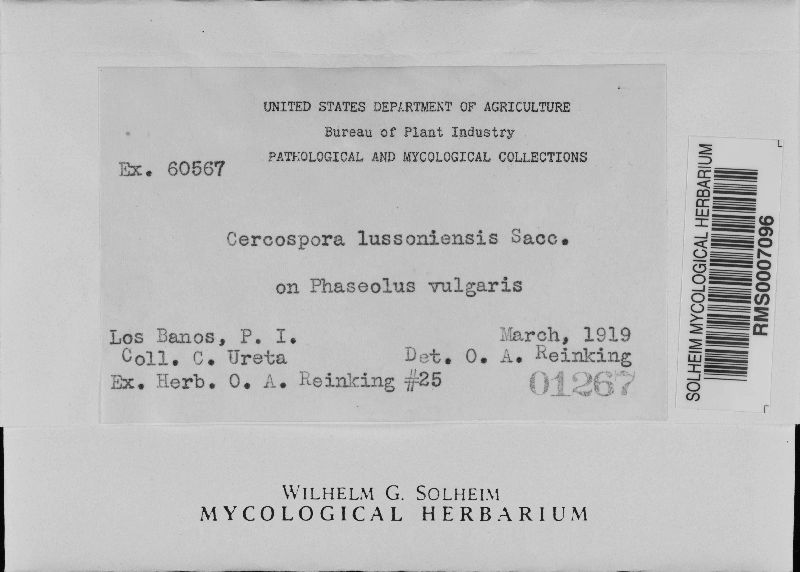 UNITED STATES DEPARTMENT OF AGRICULTURE
Bureau of Plant Industry
PATHOLOGICAL AND MYCOLOGICAL COLLECTIONS
Ex. 60567
Cercospora lussoniensis Sacc.
on Phaseolus vulgaris
Los Banos, P. I. March, 1919
Coll. C. Ureta Det. O. A. Reinking
Ex. Herb. O. A. Reinking #25 01267
SOLHEIM MYCOLOGICAL HERBARIUM
RMS0007096
WILHELM G. SOLHEIM
MYCOLOGICAL HERBARIUM